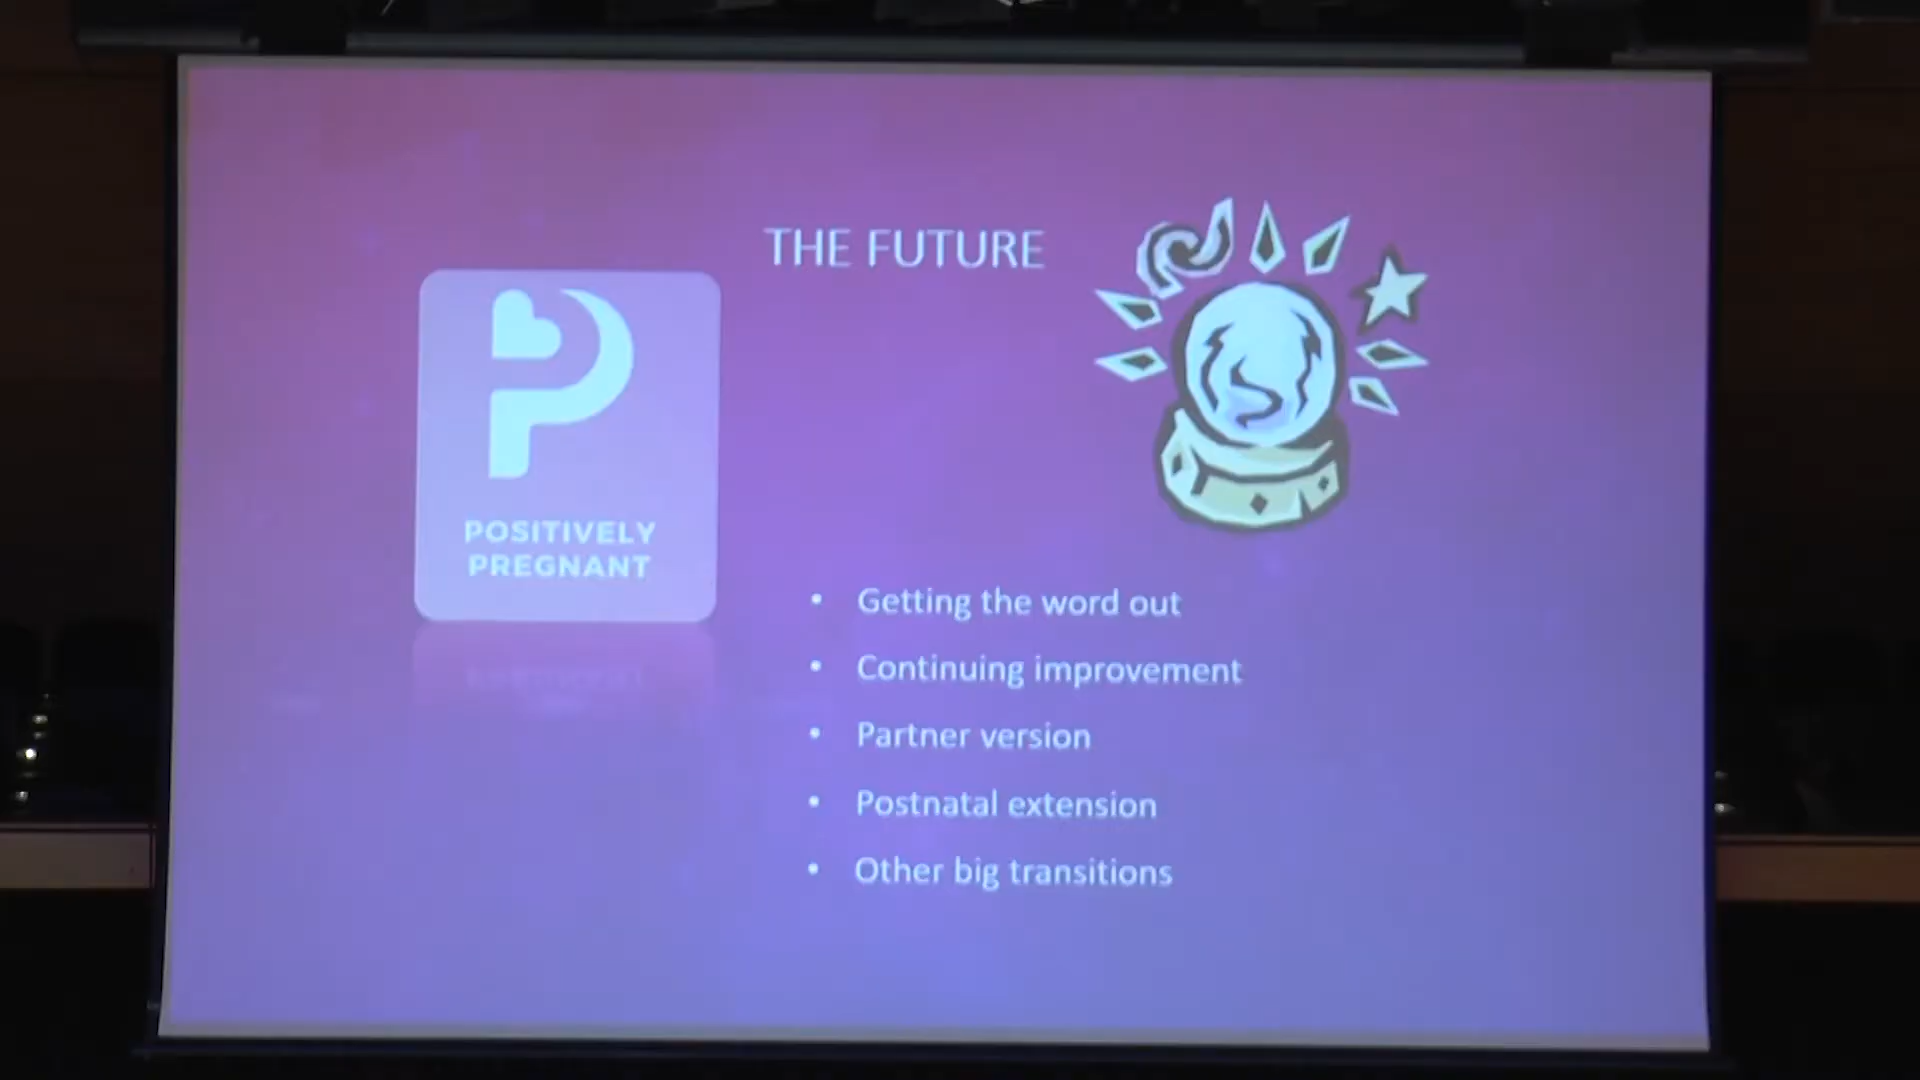 THE FUTURE
POSITIVELY
PREGNANT
• Getting the word out
• Continuing improvement
• Partner version
• Postnatal extension
• Other big transitions